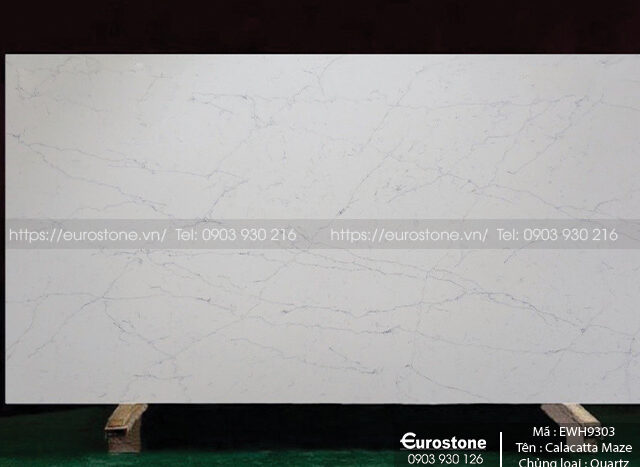 https://eurostone.vn/ Tel: 0903 930 216 https://eurostone.vn/ Tel: 0903 930 216
Eurostone
0903 930 126
Mã : EWH9303
Tên : Calacatta Maze
Chủng loại : Quartz